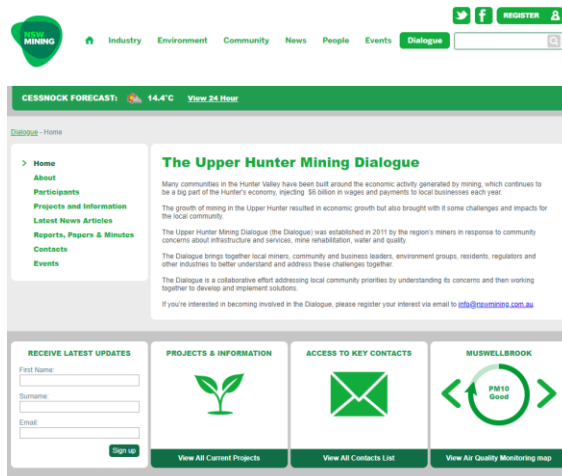 NSW
MINING
REGISTER
Industry
Environment
Community
News
People
Events
Dialogue
CESSNOCK FORECAST:
14.4°C
View 24 Hour
Dialogue - Home
> Home
About
Participants
Projects and Information
Latest News Articles
Reports, Papers & Minutes
Contacts
Events
The Upper Hunter Mining Dialogue
Many communities in the Hunter Valley have been built around the economic activity generated by mining, which continues to
be a big part of the Hunter's economy, injecting $6 billion in wages and payments to local businesses each year.
The growth of mining in the Upper Hunter resulted in economic growth but also brought with it some challenges and impacts for
the local community.
The Upper Hunter Mining Dialogue (the Dialogue) was established in 2011 by the region's miners in response to community
concerns about infrastructure and services, mine rehabilitation, water and quality.
The Dialogue brings together local miners, community and business leaders, environment groups, residents, regulators and
other industries to better understand and address these challenges together.
The Dialogue is a collaborative effort addressing local community priorities by understanding its concerns and then working
together to develop and implement solutions.
If you're interested in becoming involved in the Dialogue, please register your interest via email to info@nswmining.com.au.
RECEIVE LATEST UPDATES
First Name:
Surname:
Email:
Sign up
PROJECTS & INFORMATION
View All Current Projects
ACCESS TO KEY CONTACTS
View All Contacts List
MUSWELLBROOK
PM10
Good
View Air Quality Monitoring map